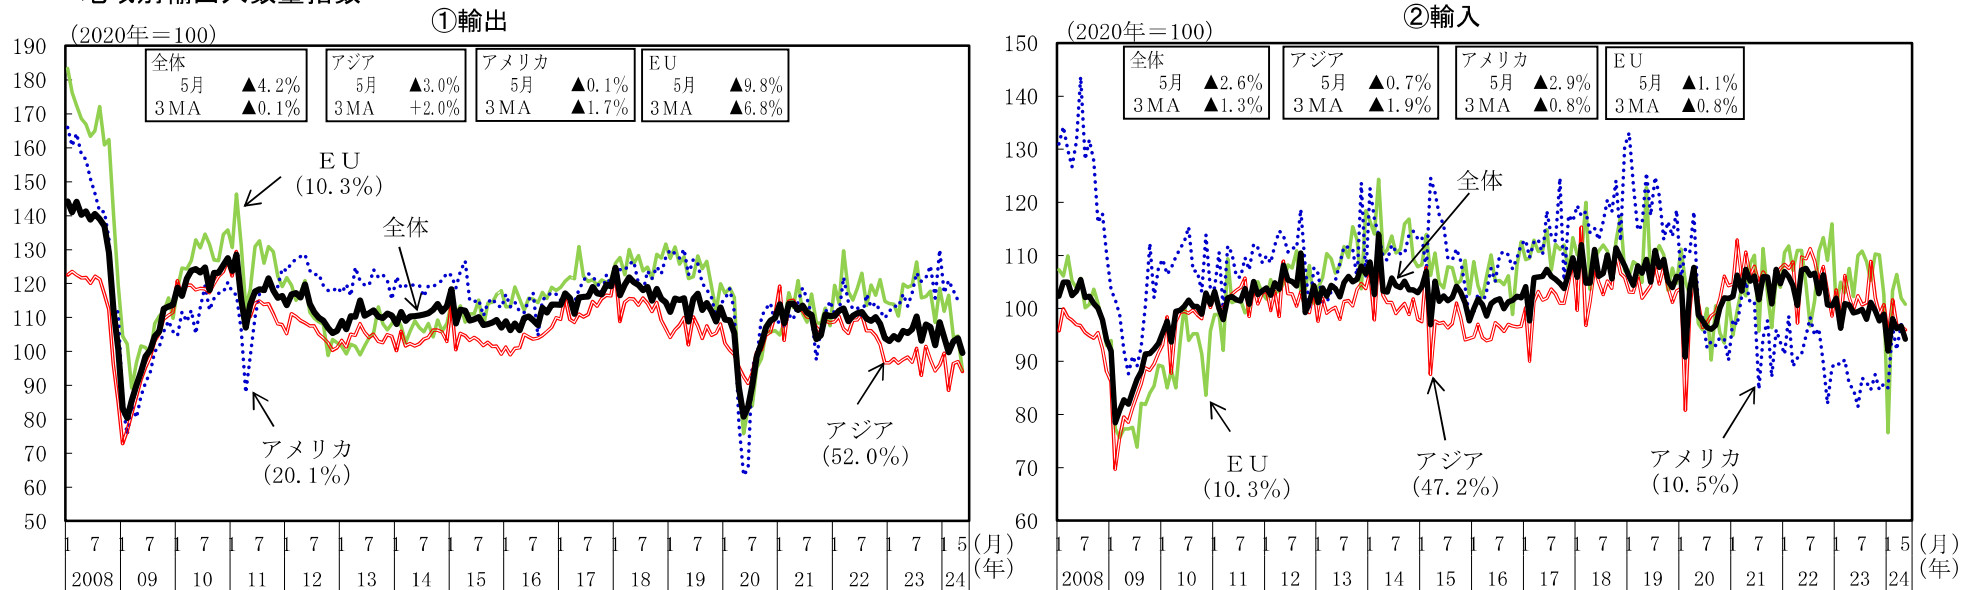 地域別輸出入数量指数
①輸出
(2020年＝100)
全体
5月 ▲4.2%
3MA ▲0.1%
アジア
5月 ▲3.0%
3MA +2.0%
アメリカ
5月 ▲0.1%
3MA ▲1.7%
EU
5月 ▲9.8%
3MA ▲6.8%
190
180
170
160
150
140
130
120
110
100
90
80
70
60
50
EU
(10.3%)
全体
アメリカ
(20.1%)
アジア
(52.0%)
1 7 1 7 1 7 1 7 1 7 1 7 1 7 1 7 1 7 1 7 1 7 1 7 1 7 1 7 1 7 1 7 1 5 (月)
2008 09 10 11 12 13 14 15 16 17 18 19 20 21 22 23 24 (年)
②輸入
(2020年＝100)
全体
5月 ▲2.6%
3MA ▲1.3%
アジア
5月 ▲0.7%
3MA ▲1.9%
アメリカ
5月 ▲2.9%
3MA ▲0.8%
EU
5月 ▲1.1%
3MA ▲0.8%
150
140
130
120
110
100
90
80
70
60
全体
EU
(10.3%)
アジア
(47.2%)
アメリカ
(10.5%)
1 7 1 7 1 7 1 7 1 7 1 7 1 7 1 7 1 7 1 7 1 7 1 7 1 7 1 7 1 7 1 7 1 5 (月)
2008 09 10 11 12 13 14 15 16 17 18 19 20 21 22 23 24 (年)